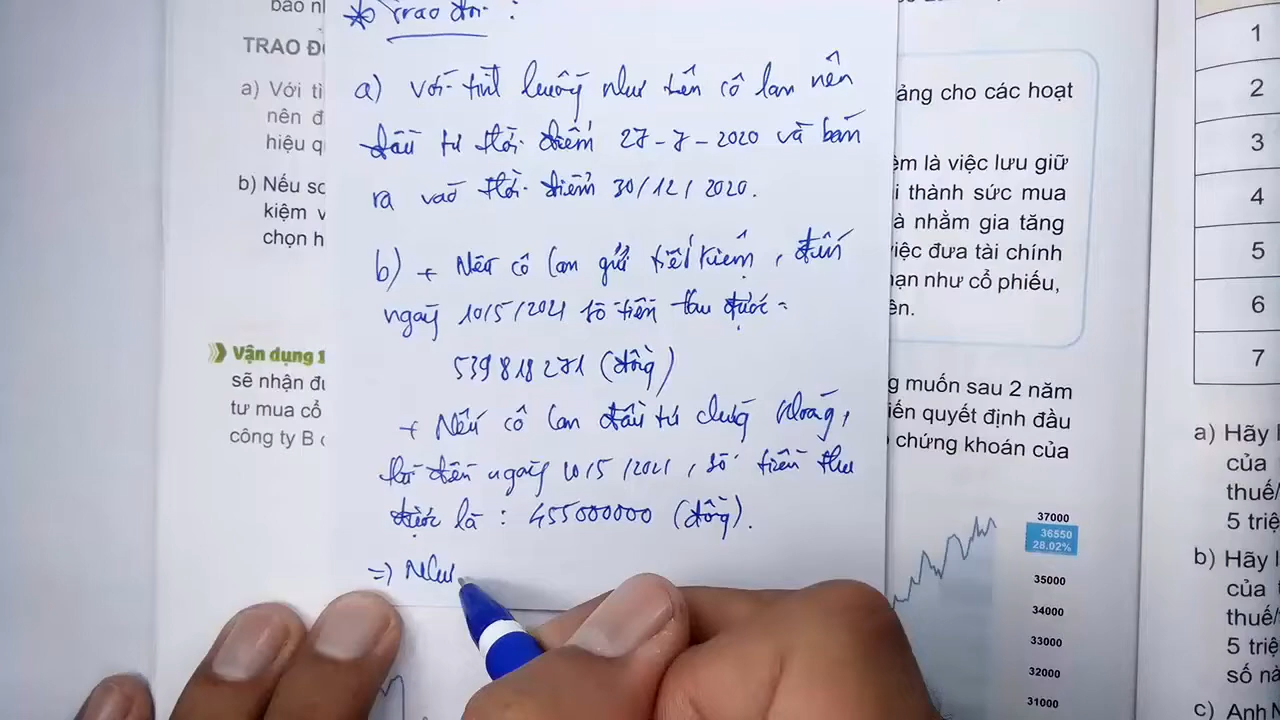 * Trao đổi :
a) Với tình huống như trên cô lan nên
đầu tư thời điểm 27-7-2020 và bán
ra vào thời điểm 30/12/2020.
b) + Nếu cô lan gửi tiết kiệm, đến
ngày 10/5/2021 số tiền thu được =
539818271 (đồng)
+ Nếu cô lan đầu tư chứng khoáng,
thì đến ngày 10/5/2021, số tiền thu
được là : 455000000 (đồng).
=) Như
bảo
TRAO ĐỔ
a) Với tì
nên đ
hiệu q
b) Nếu
kiệm v
chọn h
Vận dụng 1
sẽ nhận đư
tư mua cổ
công ty B
ảng cho các hoạt
ệm là việc lưu giữ
i thành sức mua
à nhằm gia tăng
việc đưa tài chính
hạn như cổ phiếu,
ên.
g muốn sau 2 năm
iến quyết định đầu
chứng khoán của
37000
36550
28.02%
35000
34000
33000
32000
31000
1
2
3
4
5
6
7
a) Hãy
của
thuế/
5 triệ
b) Hãy l
của
thuế/
5 triệ
số nà
c) Anh